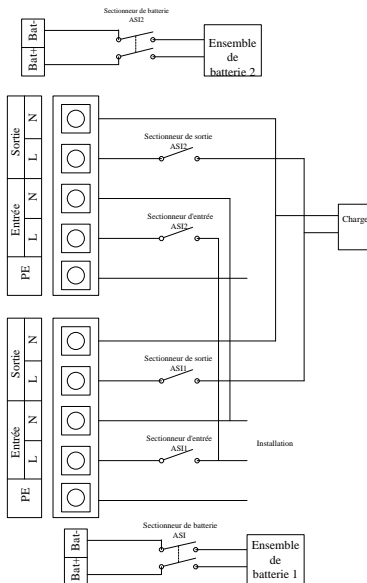 Sectionneur de batterie
ASI2
Bat-
Bat+
Ensemble
de
batterie 2
Sortie
N
L
Entrée
N
L
PE
Sectionneur de sortie
ASI2
Sectionneur d'entrée
ASI2
Charge
Sortie
N
L
Entrée
N
L
PE
Sectionneur de sortie
ASI1
Sectionneur d'entrée
ASI1
Installation
Sectionneur de batterie
ASI
Bat-
Bat+
Ensemble
de
batterie 1